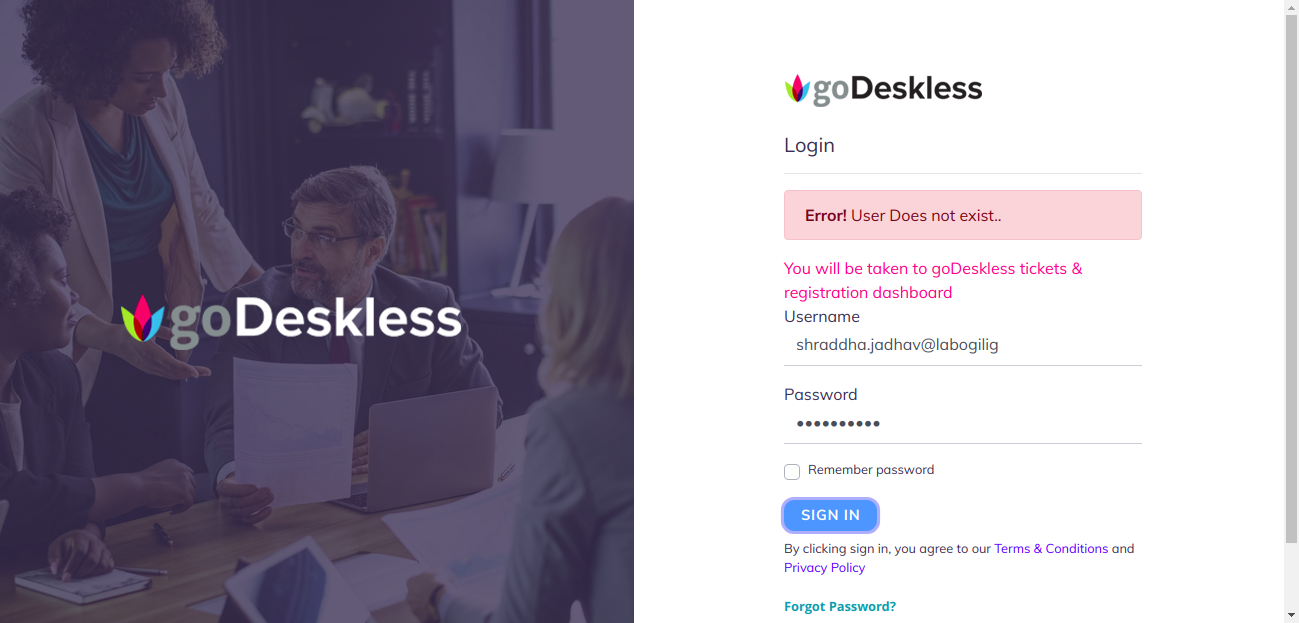 goDeskless
goDeskless
Login
Error! User Does not exist..
You will be taken to goDeskless tickets &
registration dashboard
Username
shraddha.jadhav@labogilig
Password
••••••••••
Remember password
SIGN IN
By clicking sign in, you agree to our Terms & Conditions and
Privacy Policy
Forgot Password?